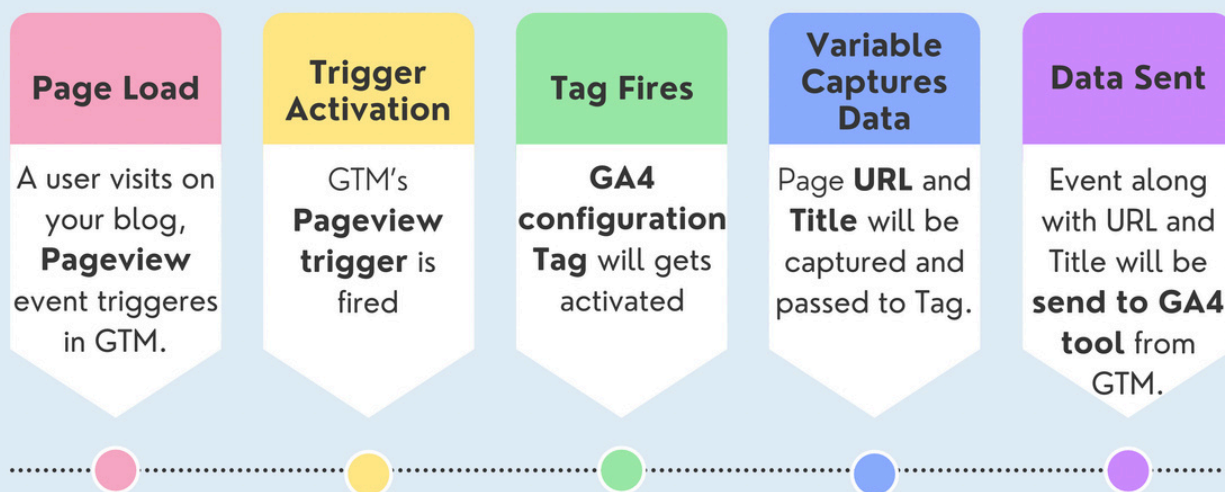 Page Load
A user visits on
your blog,
Pageview
event triggeres
in GTM.
Trigger
Activation
GTM's
Pageview
trigger is
fired
Tag Fires
GA4
configuration
Tag will gets
activated
Variable
Captures
Data
Page URL and
Title will be
captured and
passed to Tag.
Data Sent
Event along
with URL and
Title will be
send to GA4
tool from
GTM.